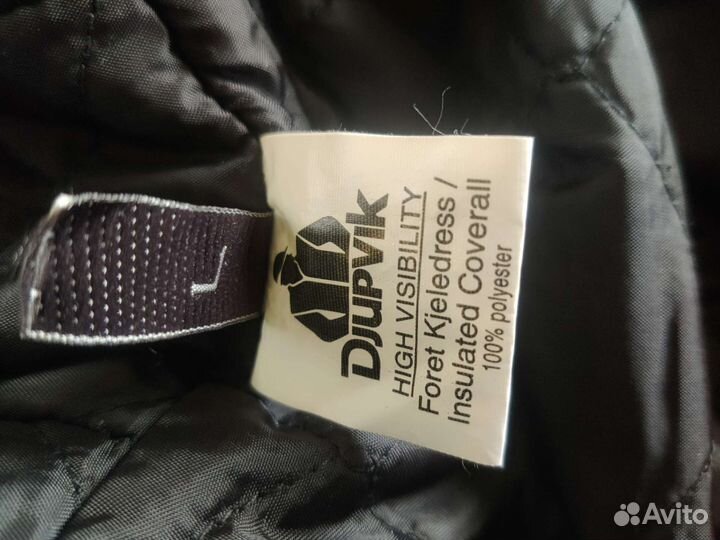 L
DJUPVIK
HIGH VISIBILITY
Foret Kjeledress /
Insulated Coverall
100% polyester
Avito